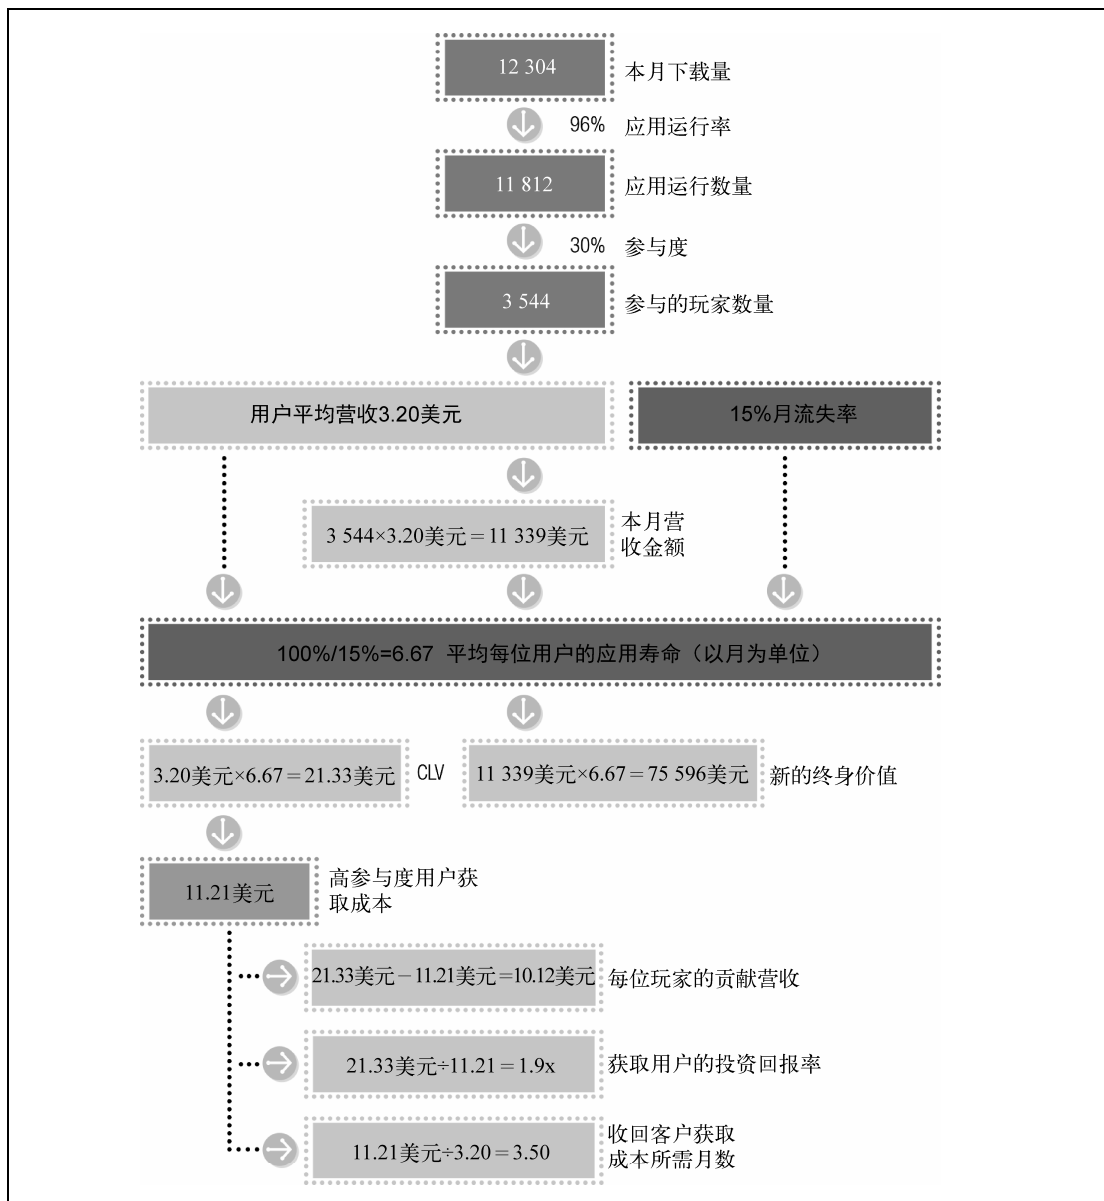 12 304
本月下载量
96%
应用运行率
11 812
应用运行数量
30%
参与度
3 544
参与的玩家数量
用户平均营收3.20美元
15%月流失率
3 544×3.20美元＝11 339美元
本月营
收金额
100%/15%=6.67 平均每位用户的应用寿命（以月为单位）
3.20美元×6.67＝21.33美元
CLV
11 339美元×6.67＝75 596美元
新的终身价值
11.21美元
高参与度用户获
取成本
21.33美元－11.21美元＝10.12美元
每位玩家的贡献营收
21.33美元÷11.21＝1.9x
获取用户的投资回报率
11.21美元÷3.20＝3.50
收回客户获取
成本所需月数